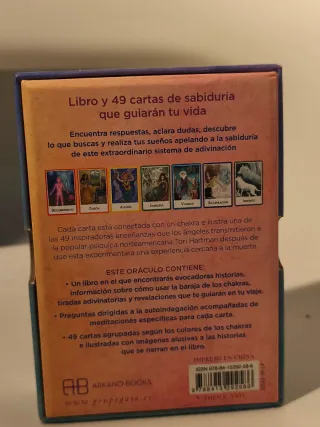 Libro y 49 cartas de sabiduría
que guiarán tu vida
Encuentra respuestas, aclara dudas, descubre
lo que buscas y realiza tus sueños apelando a la sabiduría
de este extraordinario sistema de adivinación
Cada carta está conectada con un chakra e ilustra una de
las 49 inspiradoras enseñanzas que los ángeles transmitieron a
la popular psíquica norteamericana Tori Hartman después de
que esta experimentara una experiencia cercana a la muerte
ESTE ORÁCULO CONTIENE:
• Un libro en el que encontrarás evocadoras historias,
información sobre cómo usar la baraja de los chakras,
tiradas adivinatorias y revelaciones que te guiarán en tu viaje.
• Preguntas dirigidas a la autoindagación acompañadas de
meditaciones específicas para cada carta.
• 49 cartas agrupadas según los colores de los chakras
e ilustradas con imágenes alusivas a las historias
que se narran en el libro.
IMPRESO EN CHINA
ARKANO BOOKS
www.grupogaia.es